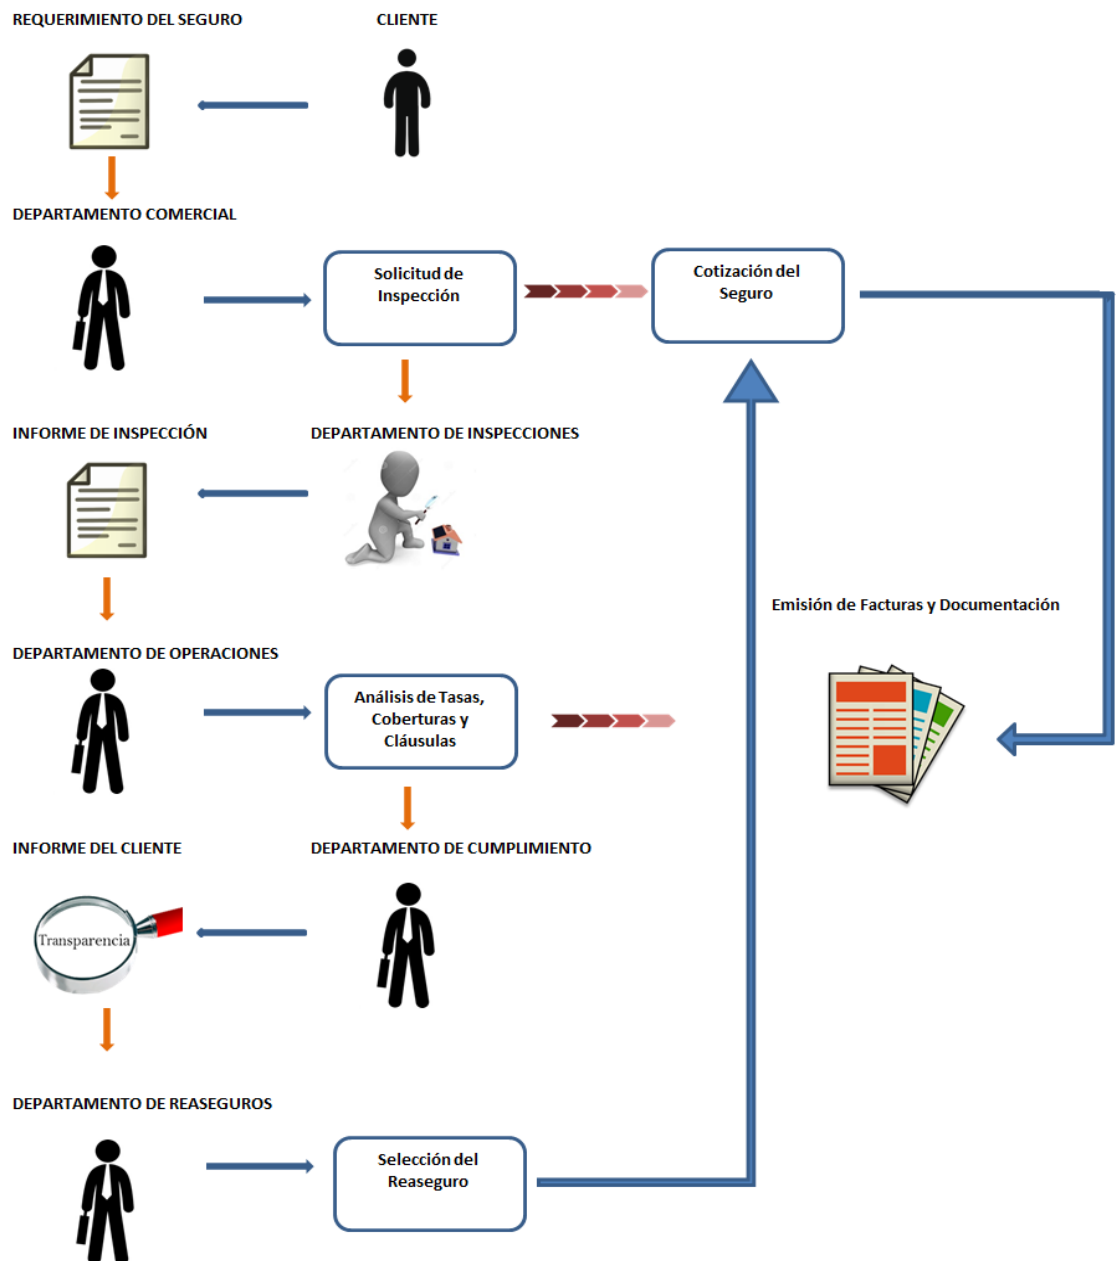 REQUERIMIENTO DEL SEGURO
CLIENTE
DEPARTAMENTO COMERCIAL
Solicitud de
Inspección
Cotización del
Seguro
INFORME DE INSPECCIÓN
DEPARTAMENTO DE INSPECCIONES
Emisión de Facturas y Documentación
DEPARTAMENTO DE OPERACIONES
Análisis de Tasas,
Coberturas y
Cláusulas
INFORME DEL CLIENTE
DEPARTAMENTO DE CUMPLIMIENTO
Transparencia
DEPARTAMENTO DE REASEGUROS
Selección del
Reaseguro